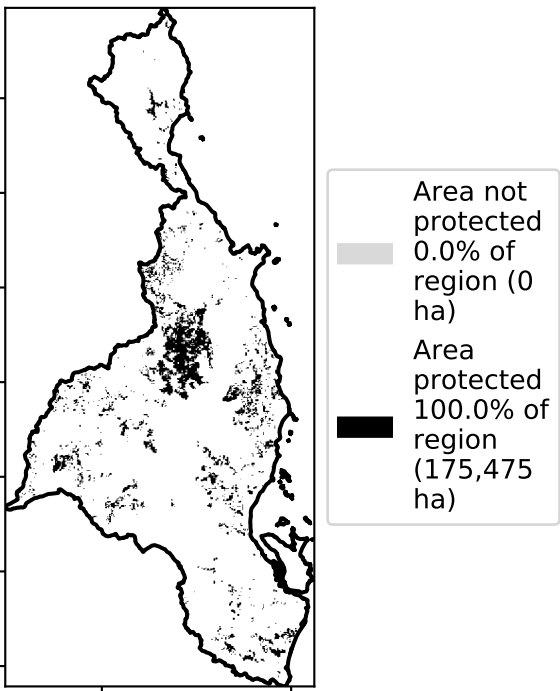 Area not
protected
0.0% of
region (0
ha)
Area
protected
100.0% of
region
(175,475
ha)